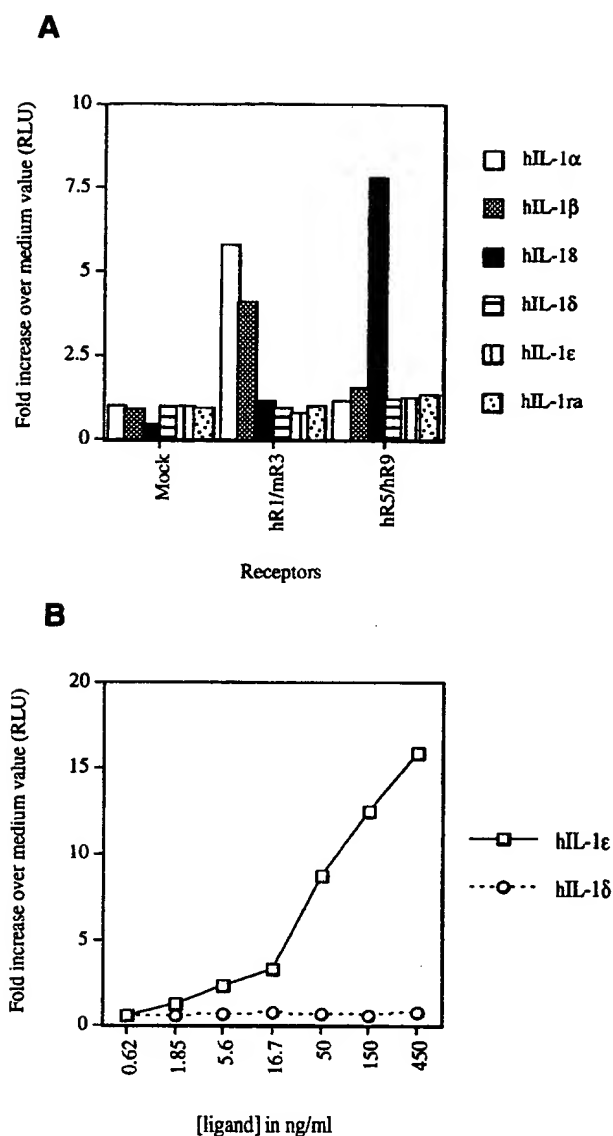 A
Fold increase over medium value (RLU)
10
7.5
5
2.5
0
Mock
hR1/mR3
hR5/hR9
Receptors
hIL-1α
hIL-1β
hIL-18
hIL-1δ
hIL-1ε
hIL-1ra
B
Fold increase over medium value (RLU)
20
15
10
5
0
0.62
1.85
5.6
16.7
50
150
450
[ligand] in ng/ml
hIL-1ε
hIL-1δ